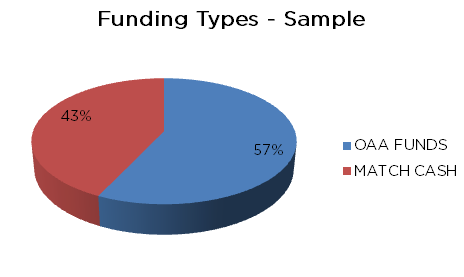 Funding Types - Sample
43%
57%
OAA FUNDS
MATCH CASH